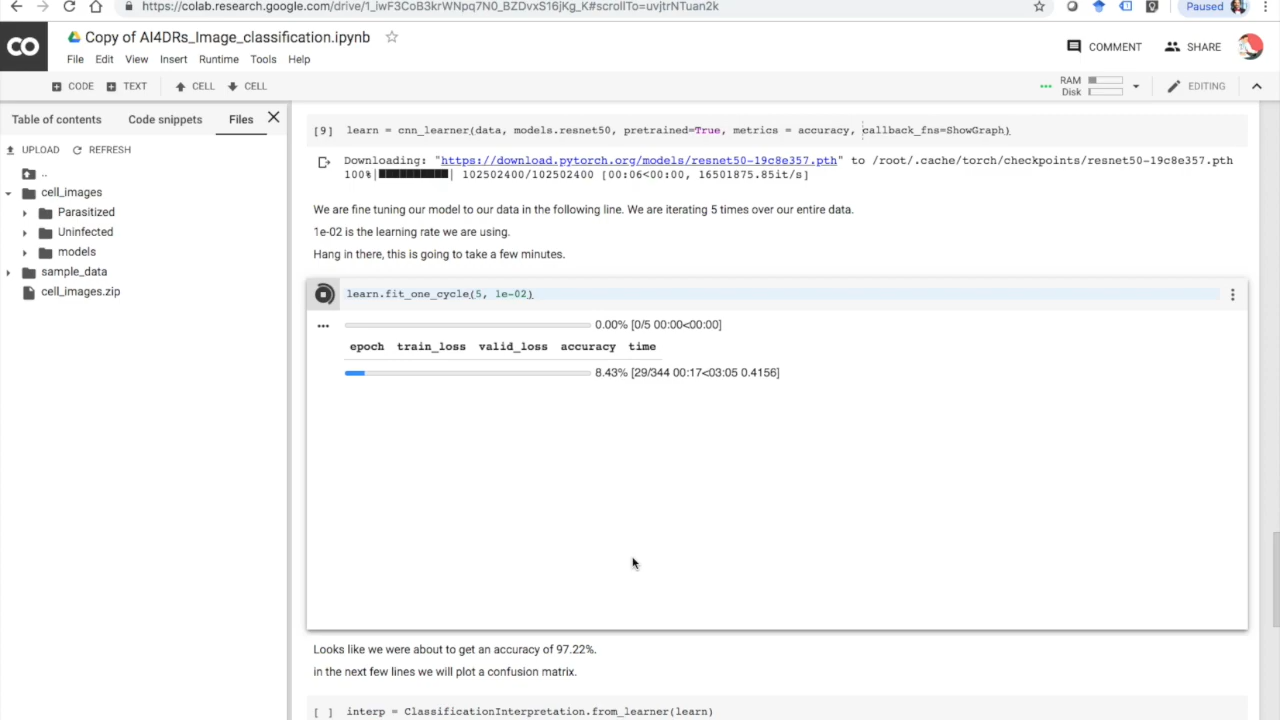 https://colab.research.google.com/drive/1_iwF3CoB3krWNpq7N0_BZDvxS16jKg_K#scrollTo=uvjtrNTuan2k
Paused
CO
Copy of AI4DRs_Image_classification.ipynb
COMMENT
SHARE
File Edit View Insert Runtime Tools Help
CODE TEXT CELL CELL
RAM
Disk
EDITING
Table of contents Code snippets Files
UPLOAD REFRESH
..
cell_images
Parasitized
Uninfected
models
sample_data
cell_images.zip
[9] learn = cnn_learner(data, models.resnet50, pretrained=True, metrics = accuracy, callback_fns=ShowGraph)
Downloading: "https://download.pytorch.org/models/resnet50-19c8e357.pth" to /root/.cache/torch/checkpoints/resnet50-19c8e357.pth
100%|██████████| 102502400/102502400 [00:06<00:00, 16501875.85it/s]
We are fine tuning our model to our data in the following line. We are iterating 5 times over our entire data.
1e-02 is the learning rate we are using.
Hang in there, this is going to take a few minutes.
learn.fit_one_cycle(5, 1e-02)
0.00% [0/5 00:00<00:00]
epoch train_loss valid_loss accuracy time
8.43% [29/344 00:17<03:05 0.4156]
Looks like we were about to get an accuracy of 97.22%.
in the next few lines we will plot a confusion matrix.
[ ] interp = ClassificationInterpretation.from_learner(learn)